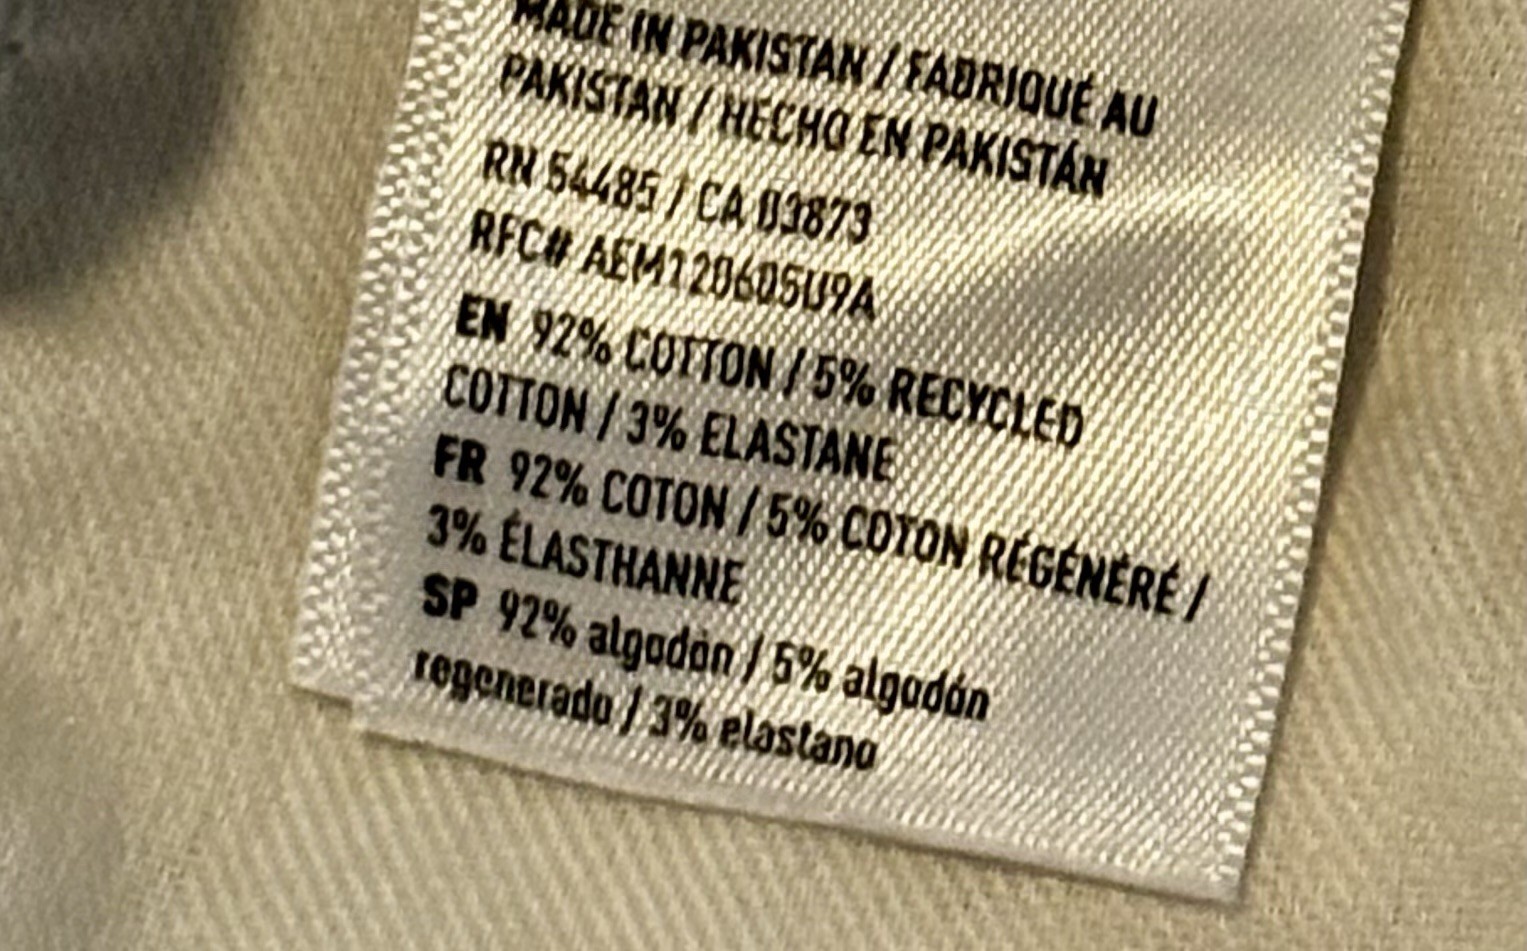 MADE IN PAKISTAN / FABRIQUÉ AU
PAKISTAN / HECHO EN PAKISTÁN
RN 54485 / CA 03873
RFC# AEM120605U9A
EN 92% COTTON / 5% RECYCLED
COTTON / 3% ELASTANE
FR 92% COTON / 5% COTON RÉGÉNÉRÉ /
3% ÉLASTHANNE
SP 92% algodón / 5% algodón
regenerado / 3% elastano